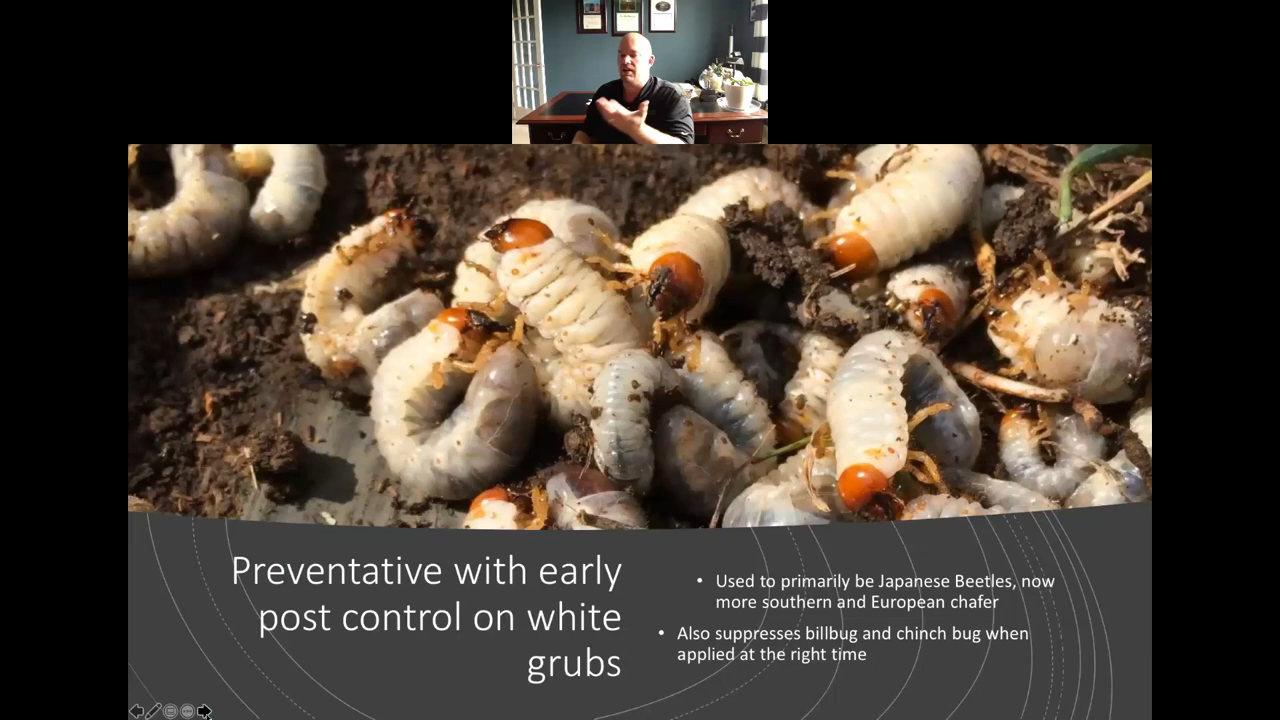 Preventative with early
post control on white
grubs
• Used to primarily be Japanese Beetles, now
more southern and European chafer
• Also suppresses billbug and chinch bug when
applied at the right time